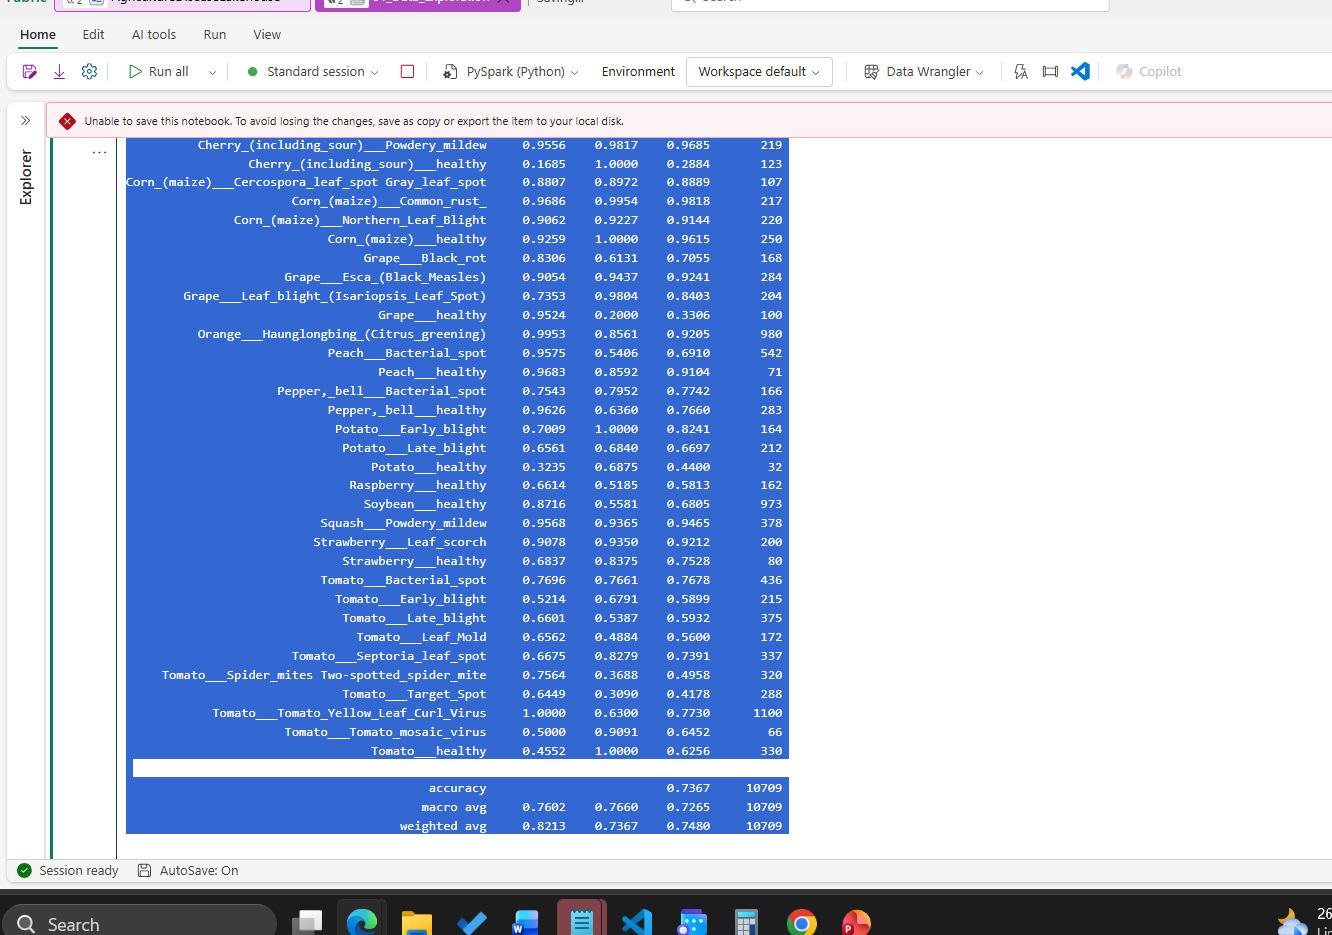 Saving...
Home Edit AI tools Run View
Run all Standard session PySpark (Python) Environment Workspace default Data Wrangler Copilot
Unable to save this notebook. To avoid losing the changes, save as copy or export the item to your local disk.
Explorer
...
Cherry_(including_sour)___Powdery_mildew 0.9556 0.9817 0.9685 219
Cherry_(including_sour)___healthy 0.1685 1.0000 0.2884 123
Corn_(maize)___Cercospora_leaf_spot Gray_leaf_spot 0.8807 0.8972 0.8889 107
Corn_(maize)___Common_rust_ 0.9686 0.9954 0.9818 217
Corn_(maize)___Northern_Leaf_Blight 0.9062 0.9227 0.9144 220
Corn_(maize)___healthy 0.9259 1.0000 0.9615 250
Grape___Black_rot 0.8306 0.6131 0.7055 168
Grape___Esca_(Black_Measles) 0.9054 0.9437 0.9241 284
Grape___Leaf_blight_(Isariopsis_Leaf_Spot) 0.7353 0.9804 0.8403 204
Grape___healthy 0.9524 0.2000 0.3306 100
Orange___Haunglongbing_(Citrus_greening) 0.9953 0.8561 0.9205 980
Peach___Bacterial_spot 0.9575 0.5406 0.6910 542
Peach___healthy 0.9683 0.8592 0.9104 71
Pepper,_bell___Bacterial_spot 0.7543 0.7952 0.7742 166
Pepper,_bell___healthy 0.9626 0.6360 0.7660 283
Potato___Early_blight 0.7009 1.0000 0.8241 164
Potato___Late_blight 0.6561 0.6840 0.6697 212
Potato___healthy 0.3235 0.6875 0.4400 32
Raspberry___healthy 0.6614 0.5185 0.5813 162
Soybean___healthy 0.8716 0.5581 0.6805 973
Squash___Powdery_mildew 0.9568 0.9365 0.9465 378
Strawberry___Leaf_scorch 0.9078 0.9350 0.9212 200
Strawberry___healthy 0.6837 0.8375 0.7528 80
Tomato___Bacterial_spot 0.7696 0.7661 0.7678 436
Tomato___Early_blight 0.5214 0.6791 0.5899 215
Tomato___Late_blight 0.6601 0.5387 0.5932 375
Tomato___Leaf_Mold 0.6562 0.4884 0.5600 172
Tomato___Septoria_leaf_spot 0.6675 0.8279 0.7391 337
Tomato___Spider_mites Two-spotted_spider_mite 0.7564 0.3688 0.4958 320
Tomato___Target_Spot 0.6449 0.3090 0.4178 288
Tomato___Tomato_Yellow_Leaf_Curl_Virus 1.0000 0.6300 0.7730 1100
Tomato___Tomato_mosaic_virus 0.5000 0.9091 0.6452 66
Tomato___healthy 0.4552 1.0000 0.6256 330
accuracy 0.7367 10709
macro avg 0.7602 0.7660 0.7265 10709
weighted avg 0.8213 0.7367 0.7480 10709
Session ready AutoSave: On
Search
26